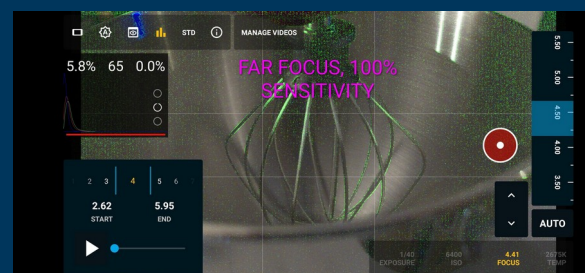 STD
MANAGE VIDEOS
5.8% 65 0.0%
FAR FOCUS, 100%
SENSITIVITY
5.50
5.00
4.50
4.00
3.50
2 3 4 5 6
2.62 5.95
START END
AUTO
1/40 6400 4.41 2675K
EXPOSURE ISO FOCUS TEMP